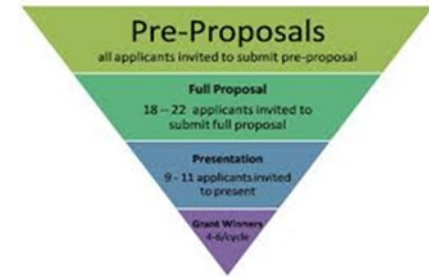 Pre-Proposals
all applicants invited to submit pre-proposal
Full Proposal
18 – 22 applicants invited to
submit full proposal
Presentation
9 - 11 applicants invited
to present
Grant Winners
4-6/cycle